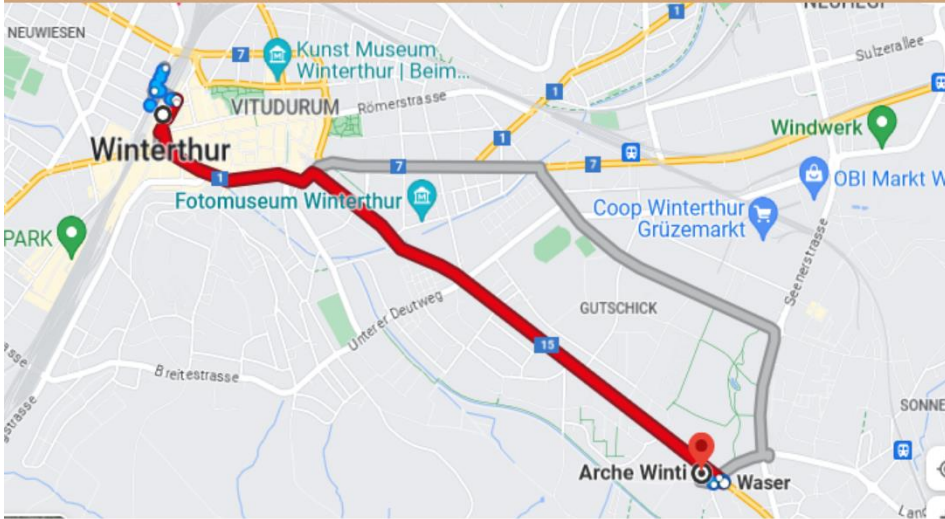 NEUWIESEN
7
Kunst Museum
Winterthur | Beim...
VITUDURUM
Römerstrasse
1
1
1
7
7
Sulzerallee
Windwerk
OBI Markt W
Winterthur
1
Fotomuseum Winterthur
PARK
Coop Winterthur
Grüzemarkt
Seenerstrasse
GUTSCHICK
Unterer Deutweg
15
Breitestrasse
SONNE
Arche Winti
Waser